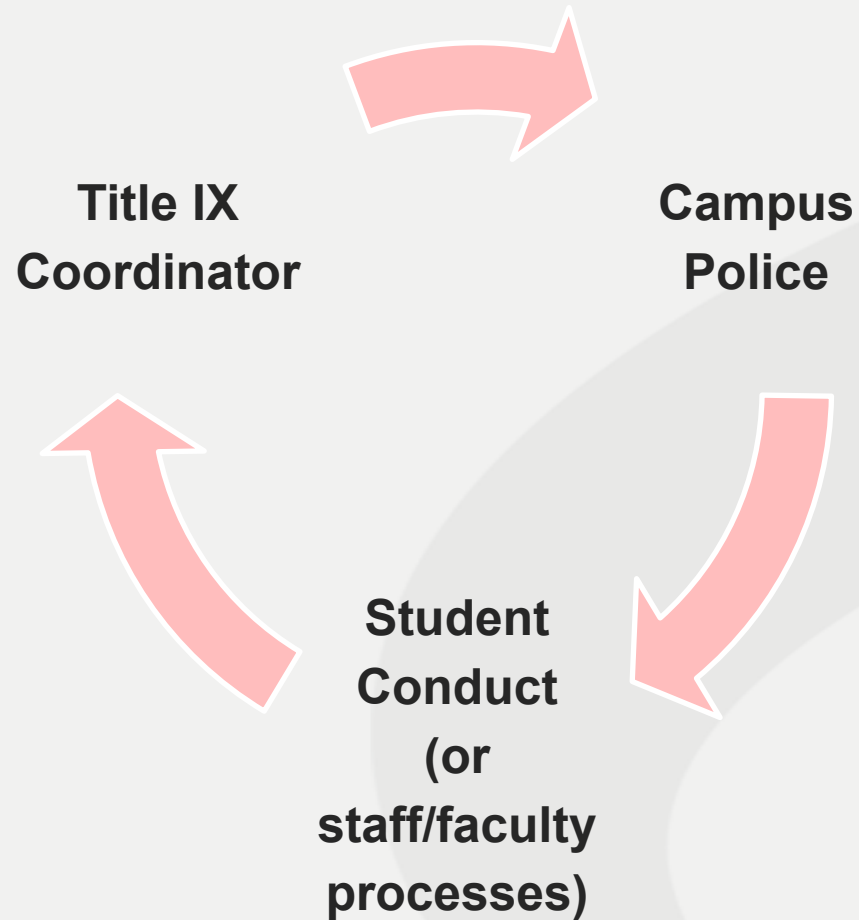 Title IX
Coordinator
Campus
Police
Student
Conduct
(or
staff/faculty
processes)